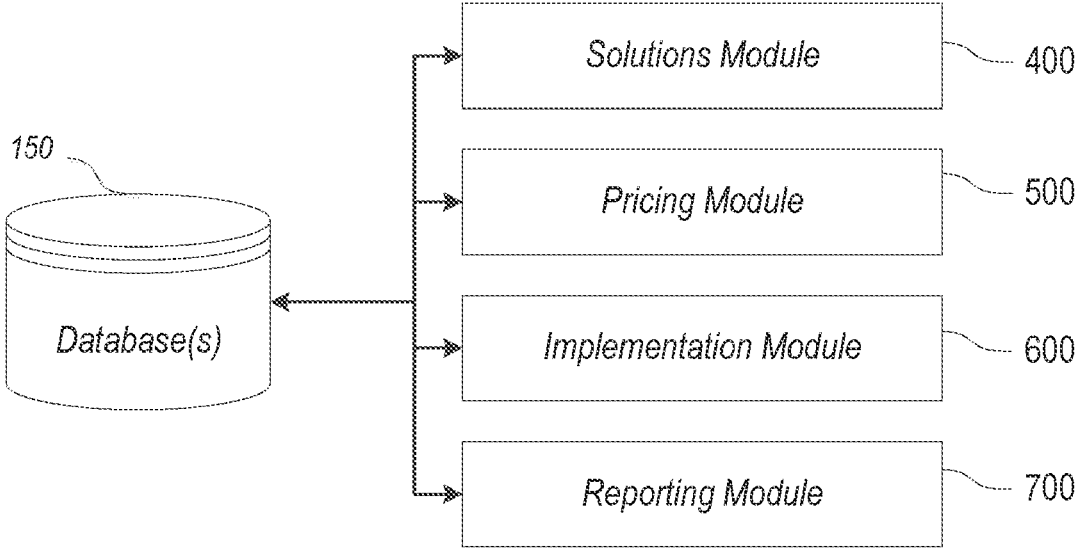 Solutions Module
400
150
Pricing Module
500
Database(s)
Implementation Module
600
Reporting Module
700